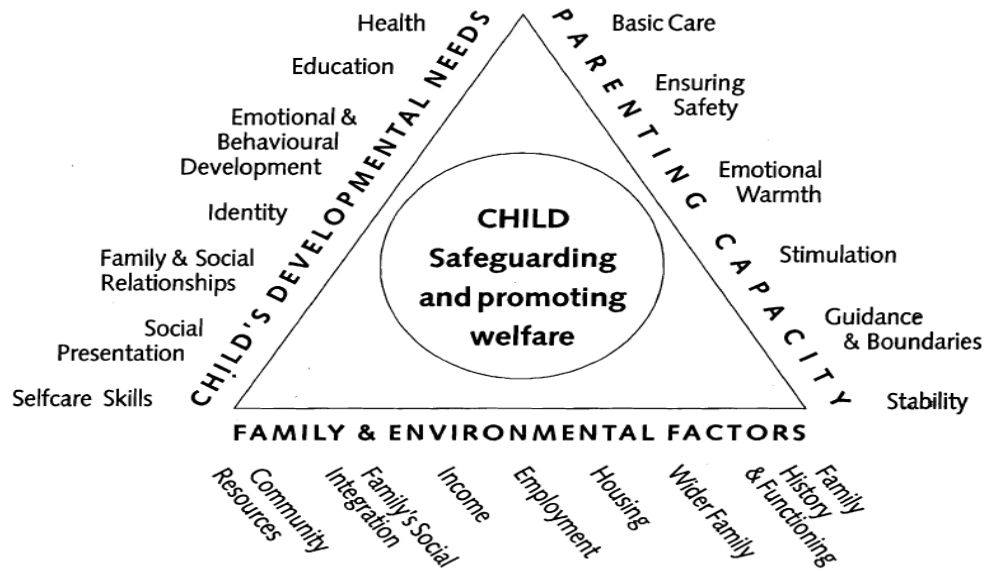 Health
Education
Emotional &
Behavioural
Development
Identity
Family & Social
Relationships
Social
Presentation
Selfcare Skills
CHILD'S DEVELOPMENTAL NEEDS
PARENTING CAPACITY
Basic Care
Ensuring
Safety
Emotional
Warmth
Stimulation
Guidance
& Boundaries
Stability
CHILD
Safeguarding
and promoting
welfare
FAMILY & ENVIRONMENTAL FACTORS
Community
Resources
Family's Social
Integration
Income
Employment
Housing
Wider Family
Family
History
& Functioning